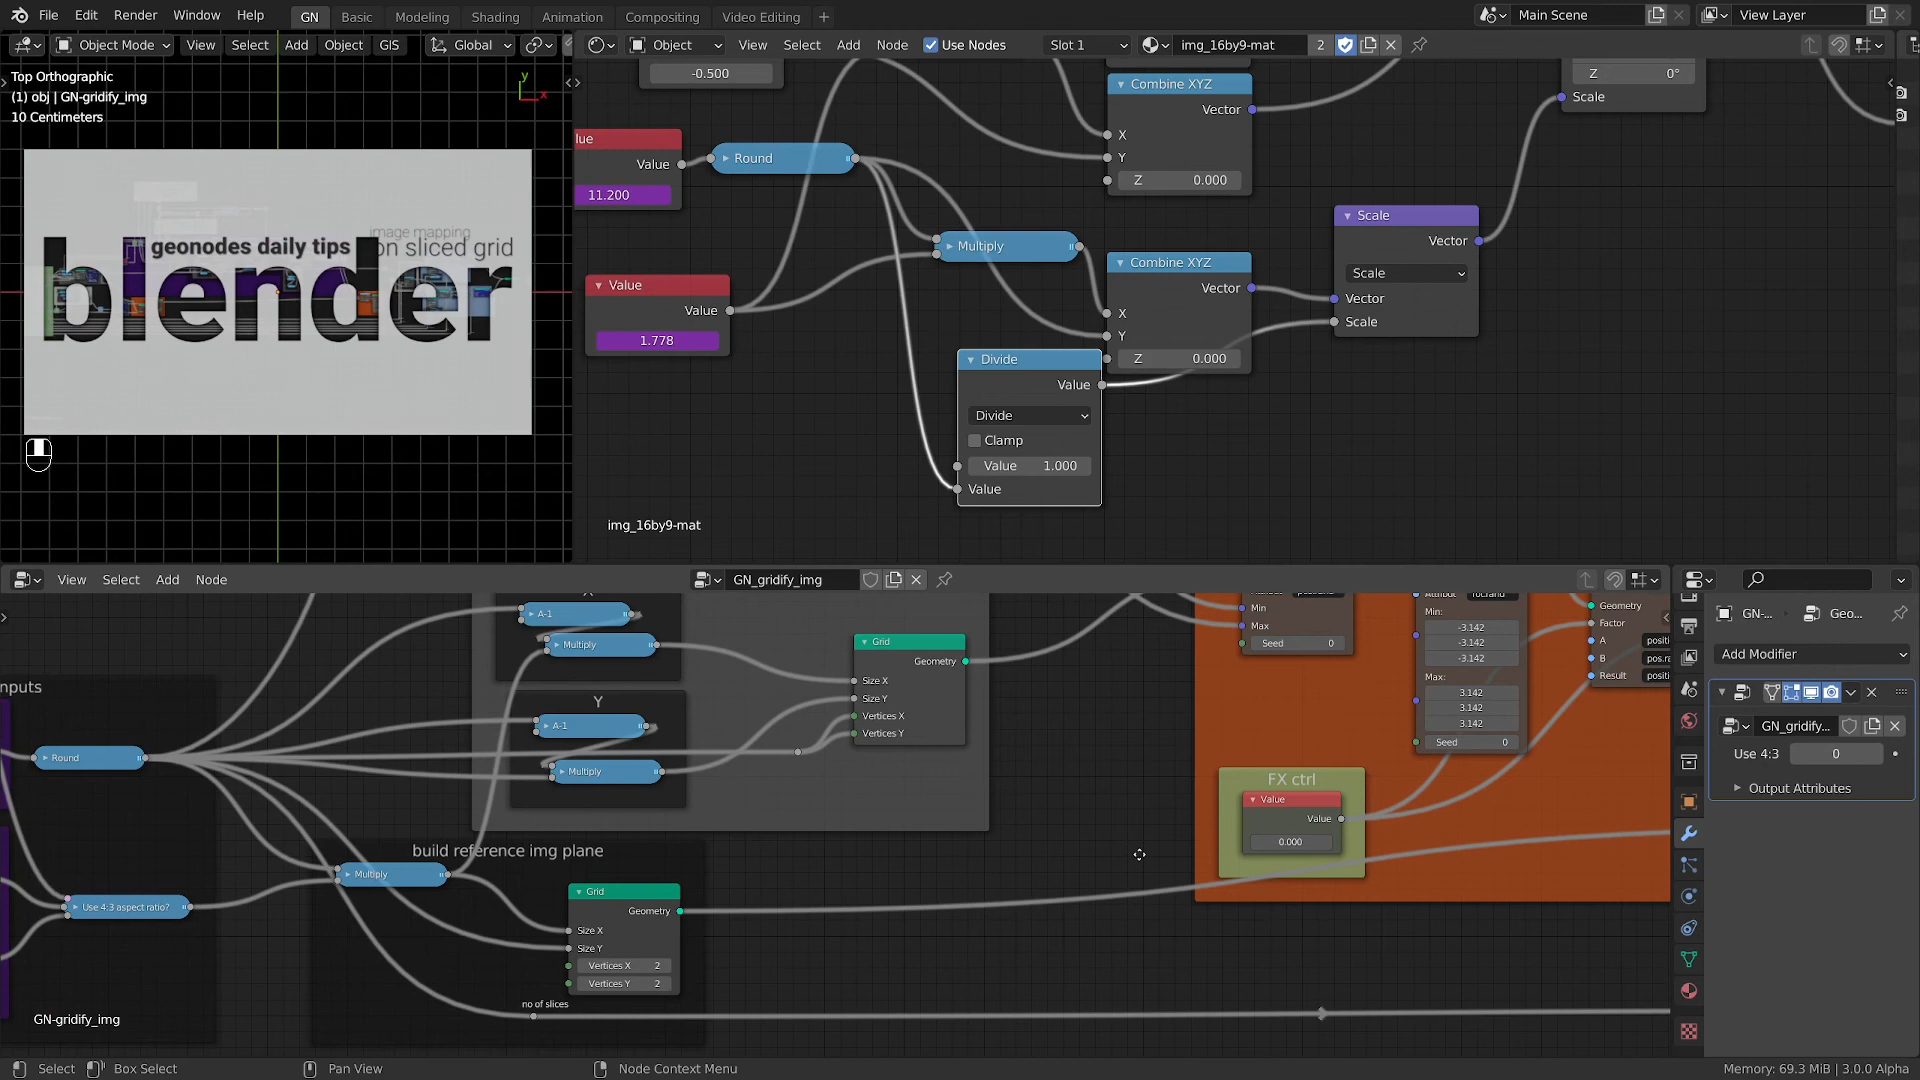 File Edit Render Window Help
GN Basic Modeling Shading Animation Compositing Video Editing +
Main Scene
View Layer
Object Mode View Select Add Object GIS Global
Object View Select Add Node Use Nodes Slot 1 img_16by9-mat 2
Top Orthographic
(1) obj | GN-gridify_img
10 Centimeters
y
x
geonodes daily tips
image mapping
on sliced grid
blender
-0.500
lue
Value
11.200
Round
Value
Value
1.778
Multiply
Combine XYZ
Vector
X
Y
Z 0.000
Combine XYZ
Vector
X
Y
Z 0.000
Divide
Value
Divide
Clamp
Value 1.000
Value
Scale
Vector
Scale
Vector
Scale
Z 0°
Scale
img_16by9-mat
View Select Add Node
GN_gridify_img
nputs
Round
Use 4:3 aspect ratio?
A-1
Multiply
Y
A-1
Multiply
Grid
Geometry
Size X
Size Y
Vertices X
Vertices Y
build reference img plane
Multiply
Grid
Geometry
Size X
Size Y
Vertices X 2
Vertices Y 2
no of slices
Min
Max
Seed 0
FX ctrl
Value
Value
0.000
Attribut
Min:
-3.142
-3.142
-3.142
Max:
3.142
3.142
3.142
Seed 0
Geometry
Factor
A positi
B pos.ra
Result positi
GN-gridify_img
GN-... Geo...
Add Modifier
GN_gridify...
Use 4:3 0
Output Attributes
Select Box Select Pan View Node Context Menu
Memory: 69.3 MiB | 3.0.0 Alpha